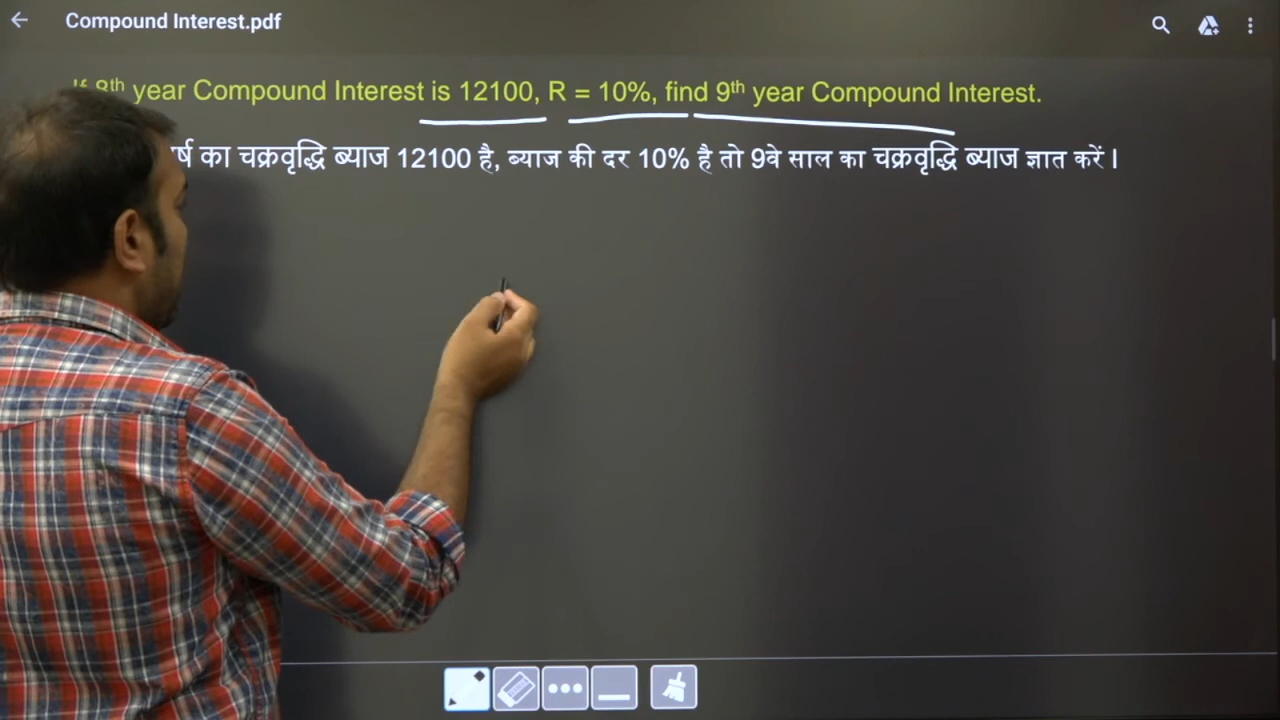 Compound Interest.pdf
8th year Compound Interest is 12100, R = 10%, find 9th year Compound Interest.
का चक्रवृद्धि ब्याज 12100 है, ब्याज की दर 10% है तो 9वे साल का चक्रवृद्धि ब्याज ज्ञात करें ।